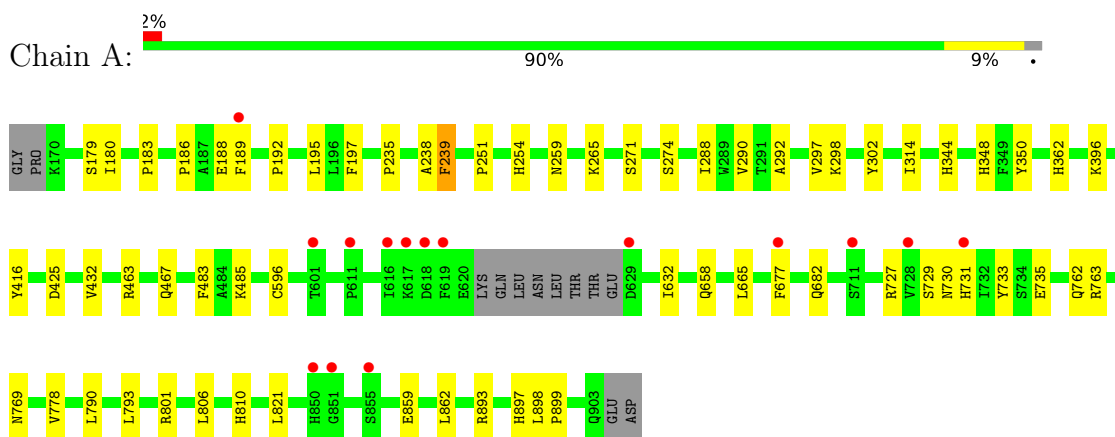 2%
Chain A:
90% 9% •
GLY PRO K170 S179 I180 P183 P186 A187 E188 F189 P192 L195 L196 F197 P235 A238 F239 P251 H254 N259 K265 S271 S274 I288 W289 V290 T291 A292 V297 K298 Y302 I314 H344 H348 F349 Y350 H362 K396
Y416 D425 V432 R463 Q467 F483 A484 K485 C596 T601 P611 I616 K617 D618 F619 E620 LYS GLN LEU ASN LEU THR THR GLU D629 I632 Q658 L665 F677 Q682 S711 R727 V728 S729 N730 H731 I732 Y733 S734 E735 Q762 R763
N769 V778 L790 L793 R801 L806 H810 L821 H850 G851 S855 E859 L862 R893 H897 L898 P899 Q903 GLU ASP